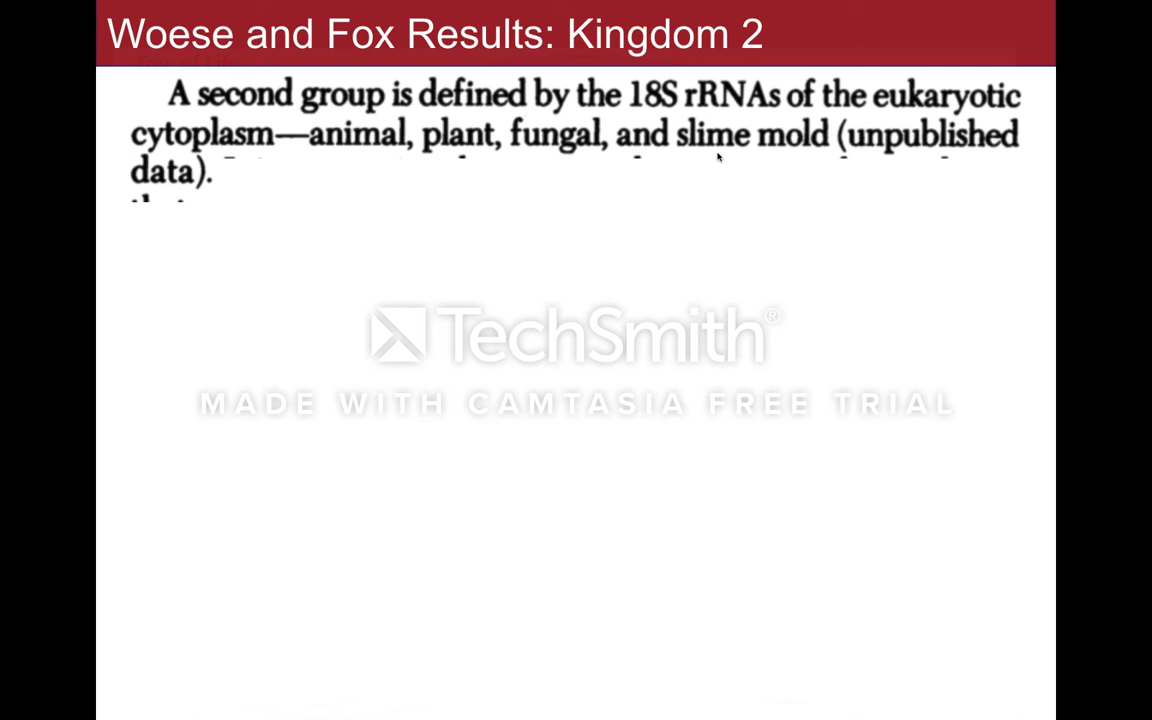 Woese and Fox Results: Kingdom 2
A second group is defined by the 18S rRNAs of the eukaryotic
cytoplasm—animal, plant, fungal, and slime mold (unpublished
data).
TechSmith®
MADE WITH CAMTASIA FREE TRIAL